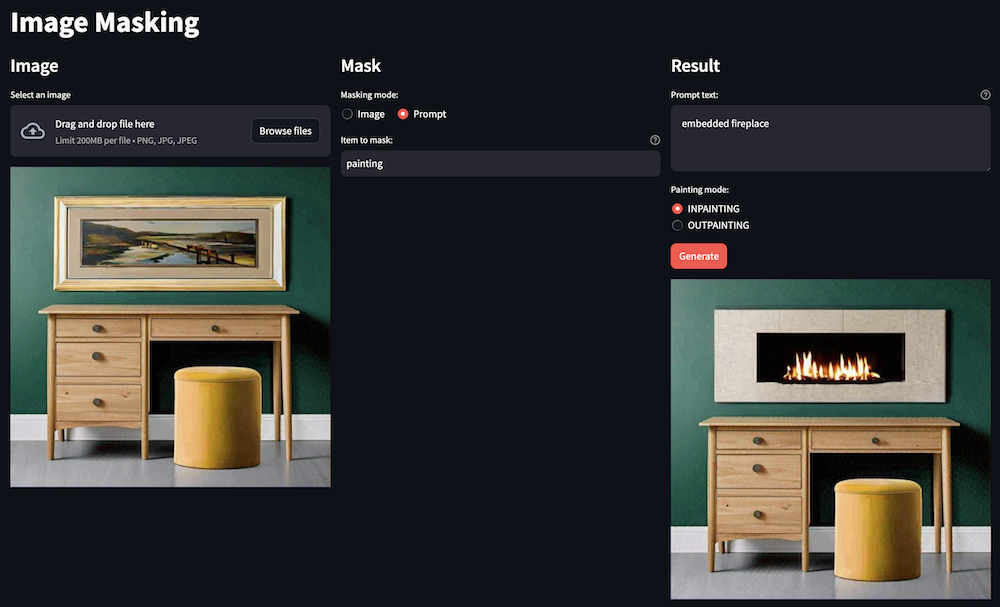 Image Masking
Image
Select an image
Drag and drop file here
Limit 200MB per file • PNG, JPG, JPEG
Browse files
Mask
Masking mode:
Image
Prompt
Item to mask:
painting
Result
Prompt text:
embedded fireplace
Painting mode:
INPAINTING
OUTPAINTING
Generate